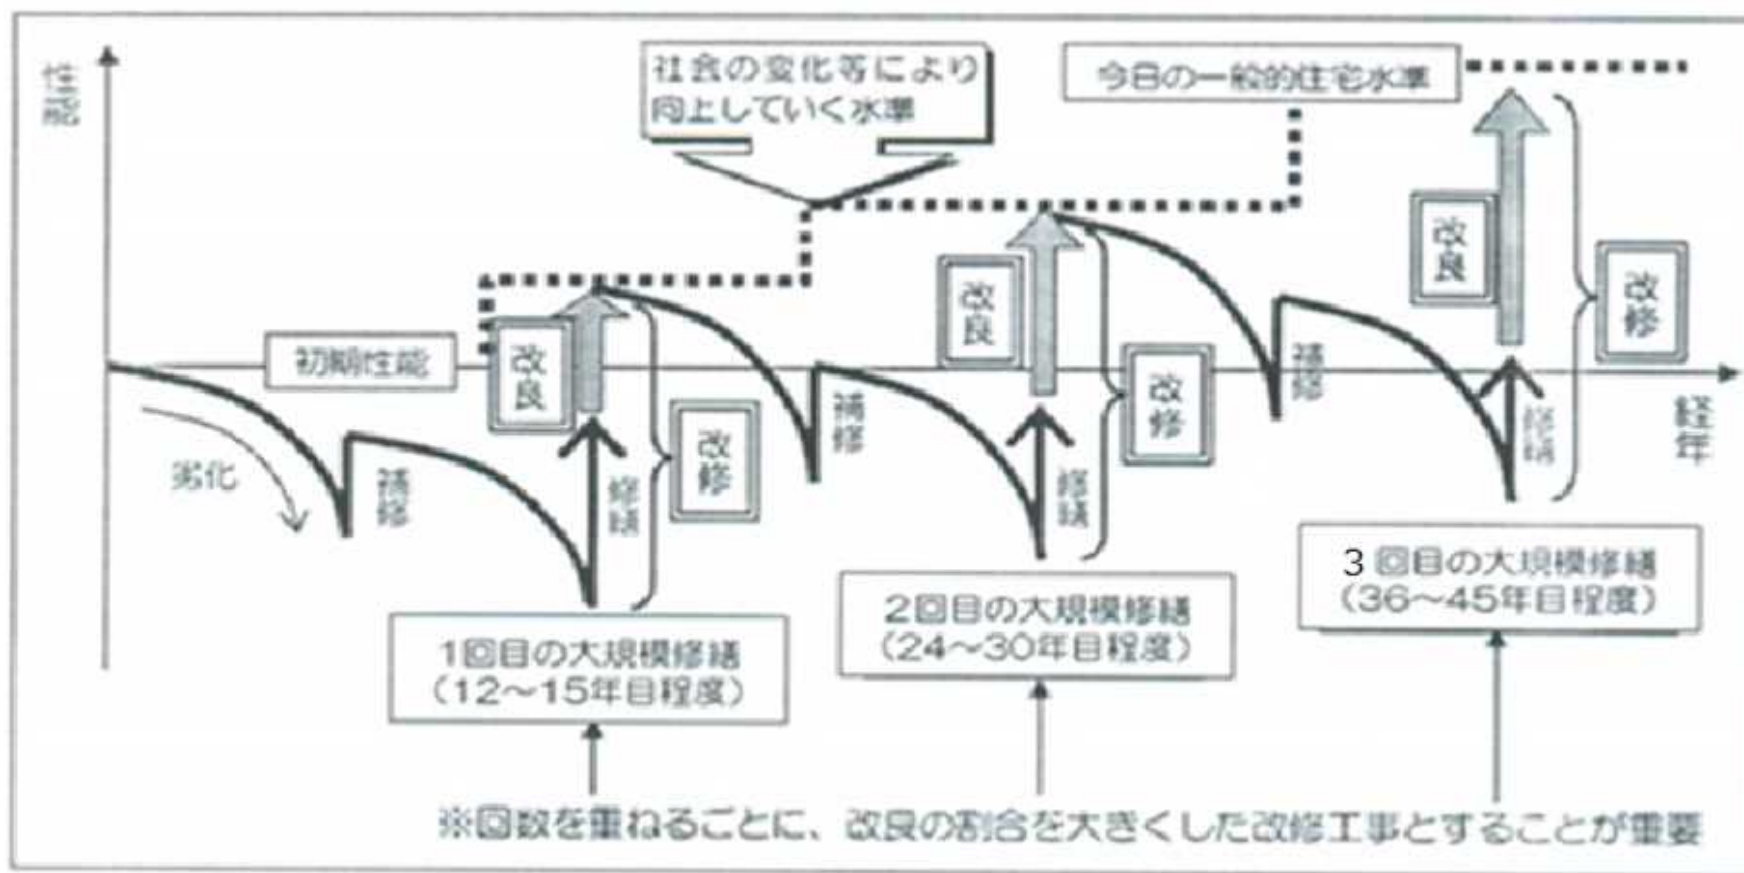 性能
社会の変化等により
向上していく水準
今日の一般的住宅水準
改良
改修
改良
改良
初期性能
改修
補修
改修
補修
劣化
補修
修繕
修繕
修繕
経年
3回目の大規模修繕
(36～45年目程度)
2回目の大規模修繕
(24～30年目程度)
1回目の大規模修繕
(12～15年目程度)
※回数を重ねるごとに、改良の割合を大きくした改修工事とすることが重要